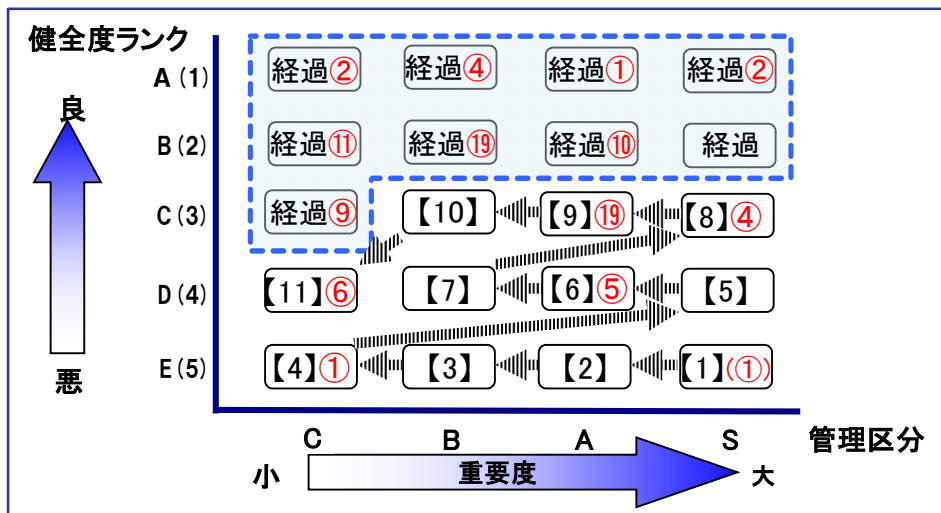 健全度ランク
A(1) 経過② 経過④ 経過① 経過②
良
B(2) 経過⑪ 経過⑲ 経過⑩ 経過
C(3) 経過⑨ 【10】 【9】⑲ 【8】④
D(4) 【11】⑥ 【7】 【6】⑤ 【5】
悪
E(5) 【4】① 【3】 【2】 【1】(①)
C B A S 管理区分
小 重要度 大